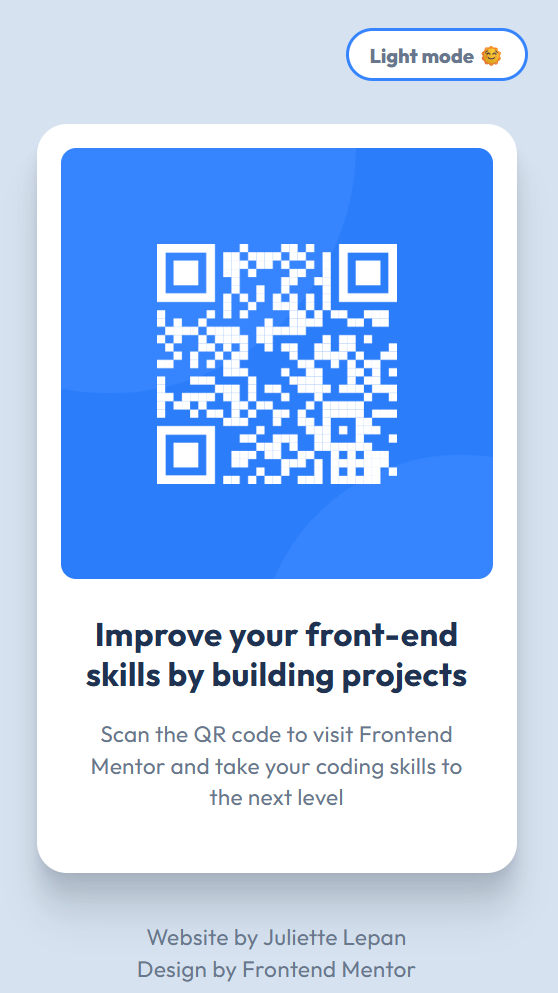 Light mode 🌞
Improve your front-end
skills by building projects
Scan the QR code to visit Frontend
Mentor and take your coding skills to
the next level
Website by Juliette Lepan
Design by Frontend Mentor